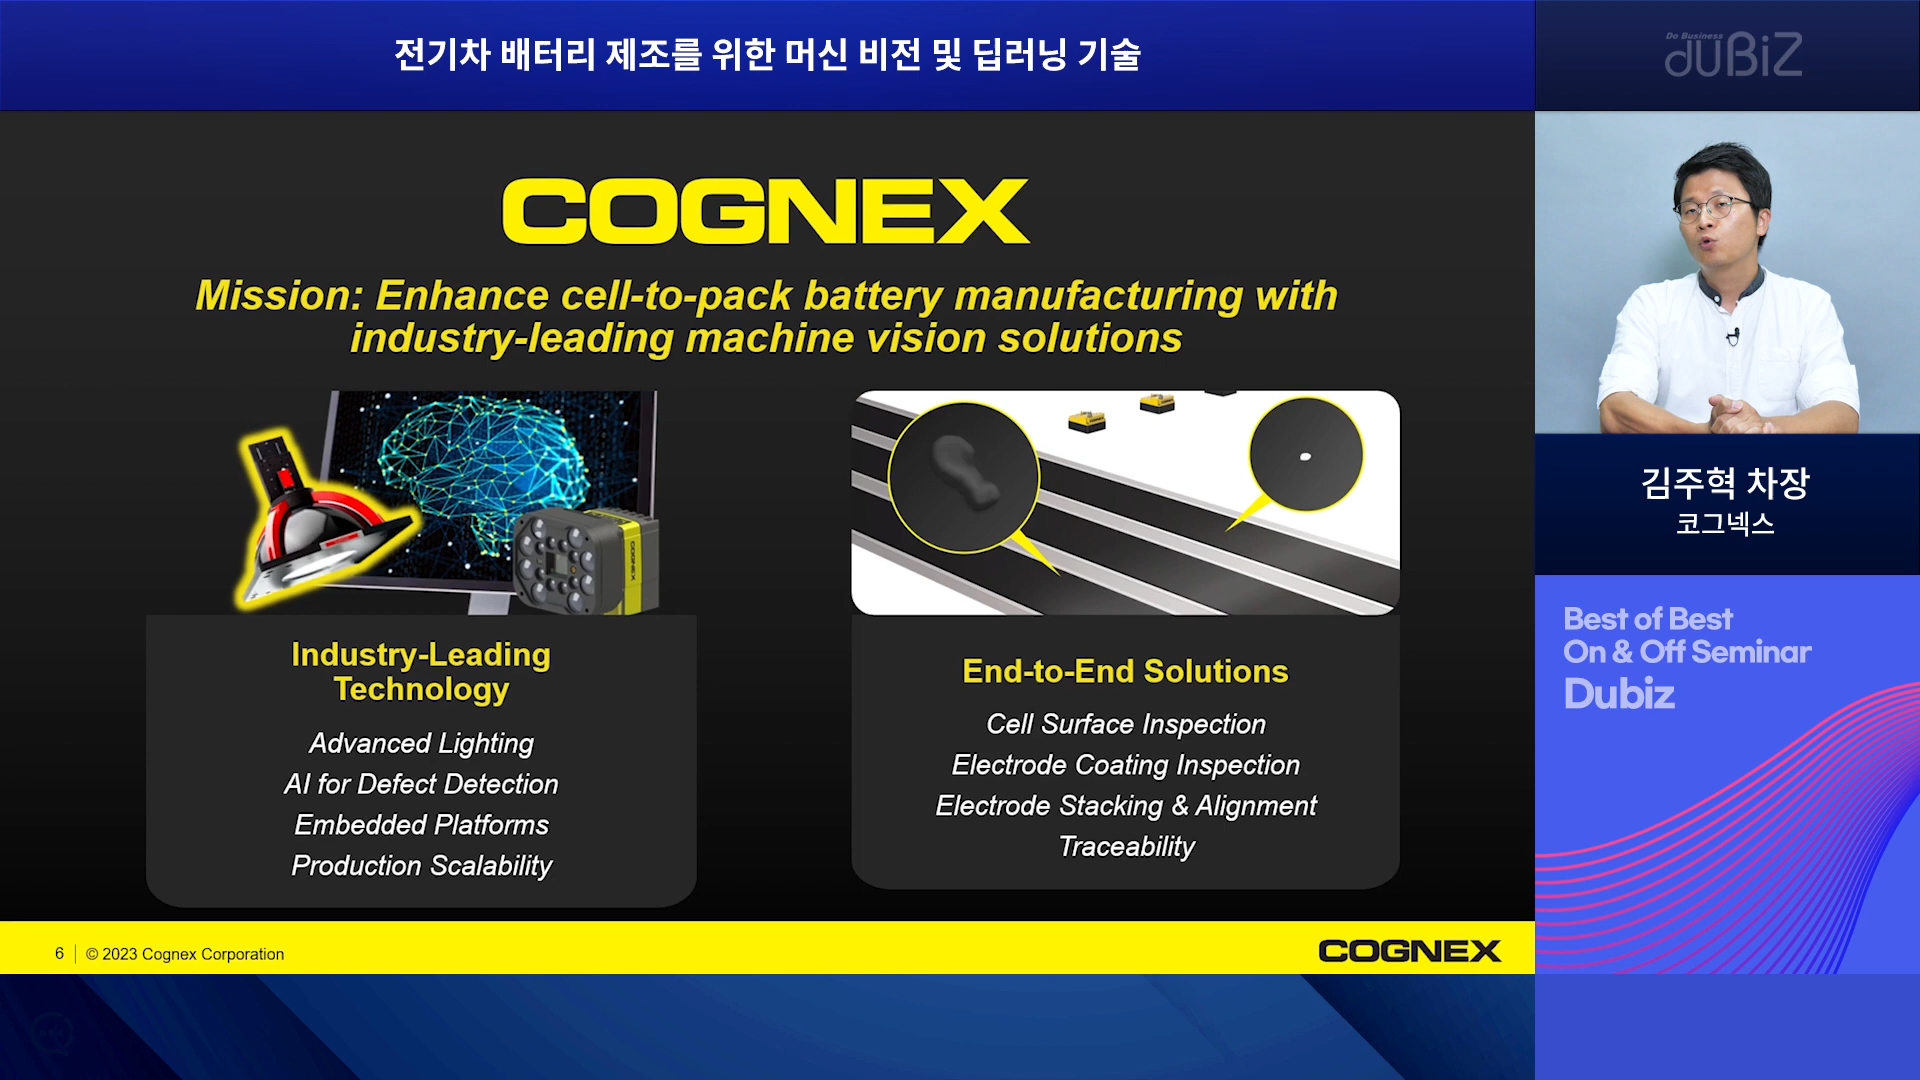 전기차 배터리 제조를 위한 머신 비전 및 딥러닝 기술
Do Business
duBiZ
COGNEX
Mission: Enhance cell-to-pack battery manufacturing with
industry-leading machine vision solutions
COGNEX
Industry-Leading
Technology
Advanced Lighting
AI for Defect Detection
Embedded Platforms
Production Scalability
End-to-End Solutions
Cell Surface Inspection
Electrode Coating Inspection
Electrode Stacking & Alignment
Traceability
6
© 2023 Cognex Corporation
COGNEX
김주혁 차장
코그넥스
Best of Best
On & Off Seminar
Dubiz